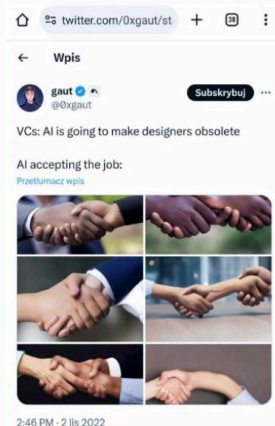 twitter.com/0xgaut/st
38
Wpis
gaut
@0xgaut
Subskrybuj
VCs: AI is going to make designers obsolete
AI accepting the job:
Przetłumacz wpis
2:46 PM · 2 lis 2022